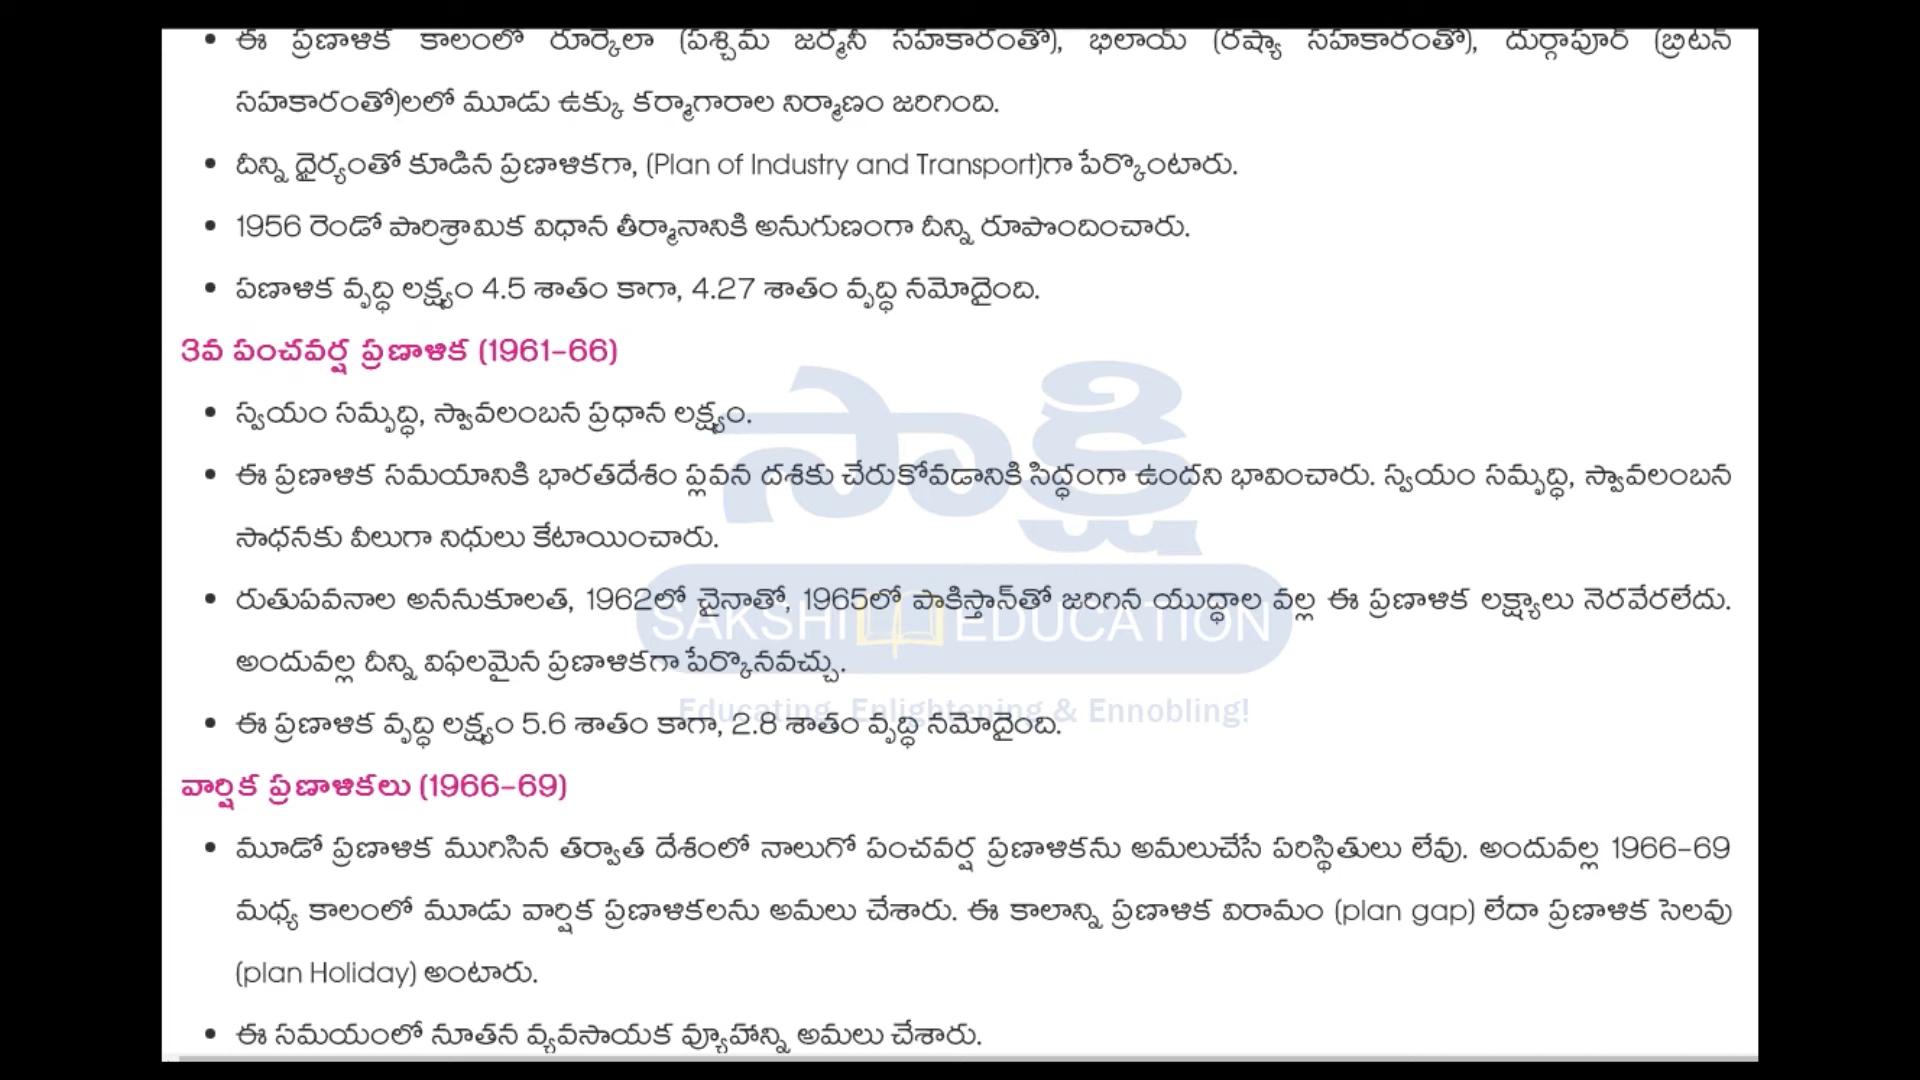 ఈ ప్రణాళిక కాలంలో రూర్కెలా (పశ్చిమ జర్మనీ సహకారంతో), భిలాయ్ (రష్యా సహకారంతో), దుర్గాపూర్ (బ్రిటన్
సహకారంతో)లలో మూడు ఉక్కు కర్మాగారాల నిర్మాణం జరిగింది.
దీన్ని ధైర్యంతో కూడిన ప్రణాళికగా, (Plan of Industry and Transport)గా పేర్కొంటారు.
1956 రెండో పారిశ్రామిక విధాన తీర్మానానికి అనుగుణంగా దీన్ని రూపొందించారు.
పణాళిక వృద్ధి లక్ష్యం 4.5 శాతం కాగా, 4.27 శాతం వృద్ధి నమోదైంది.
3వ పంచవర్ష ప్రణాళిక (1961-66)
స్వయం సమృద్ధి, స్వావలంబన ప్రధాన లక్ష్యం.
ఈ ప్రణాళిక సమయానికి భారతదేశం ప్లవన దశకు చేరుకోవడానికి సిద్ధంగా ఉందని భావించారు. స్వయం సమృద్ధి, స్వావలంబన
సాధనకు వీలుగా నిధులు కేటాయించారు.
రుతుపవనాల అననుకూలత, 1962లో చైనాతో, 1965లో పాకిస్తాన్‌తో జరిగిన యుద్ధాల వల్ల ఈ ప్రణాళిక లక్ష్యాలు నెరవేరలేదు.
అందువల్ల దీన్ని విఫలమైన ప్రణాళికగా పేర్కొనవచ్చు.
ఈ ప్రణాళిక వృద్ధి లక్ష్యం 5.6 శాతం కాగా, 2.8 శాతం వృద్ధి నమోదైంది.
వార్షిక ప్రణాళికలు (1966-69)
మూడో ప్రణాళిక ముగిసిన తర్వాత దేశంలో నాలుగో పంచవర్ష ప్రణాళికను అమలుచేసే పరిస్థితులు లేవు. అందువల్ల 1966-69
మధ్య కాలంలో మూడు వార్షిక ప్రణాళికలను అమలు చేశారు. ఈ కాలాన్ని ప్రణాళిక విరామం (plan gap) లేదా ప్రణాళిక సెలవు
(plan Holiday) అంటారు.
ఈ సమయంలో నూతన వ్యవసాయక వ్యూహాన్ని అమలు చేశారు.
సాక్షి
SAKSHI EDUCATION
Educating, Enlightening & Ennobling!